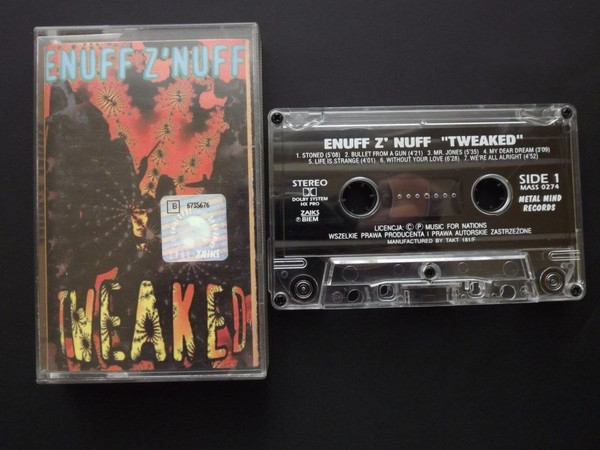 ENUFF Z'NUFF
B 6735676
ZAIKS
TWEAKED
ENUFF Z' NUFF "TWEAKED"
1. STONED (5'08) 2. BULLET FROM A GUN (4'21) 3. MR. JONES (5'35) 4. MY DEAR DREAM (3'09)
5. LIFE IS STRANGE (4'01) 6. WITHOUT YOUR LOVE (6'28) 7. WE'RE ALL ALRIGHT (4'52)
STEREO
DOLBY SYSTEM
HX PRO
ZAIKS
BIEM
SIDE 1
MASS 0274
METAL MIND
RECORDS
LICENCJA: © ℗ MUSIC FOR NATIONS
WSZELKIE PRAWA PRODUCENTA I PRAWA AUTORSKIE ZASTRZEŻONE
MANUFACTURED BY TAKT 181/F